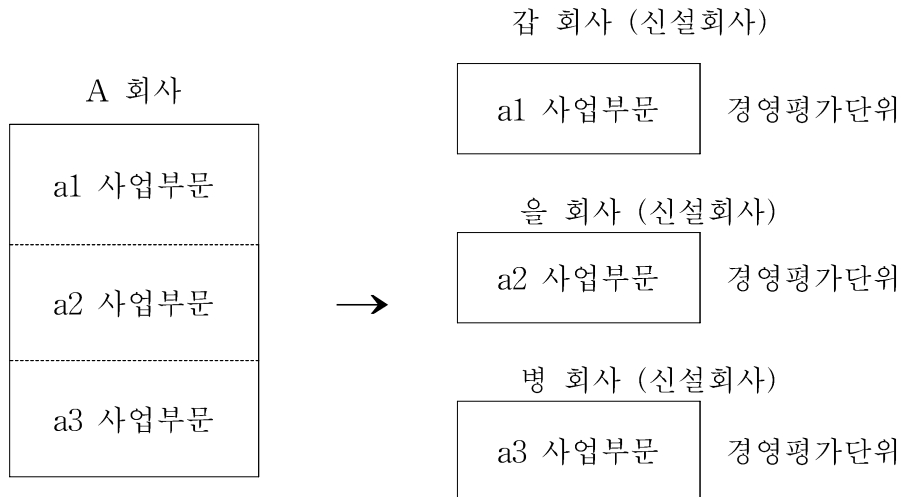 A 회사
a1 사업부문
a2 사업부문
a3 사업부문
갑 회사 (신설회사)
a1 사업부문 경영평가단위
을 회사 (신설회사)
a2 사업부문 경영평가단위
병 회사 (신설회사)
a3 사업부문 경영평가단위